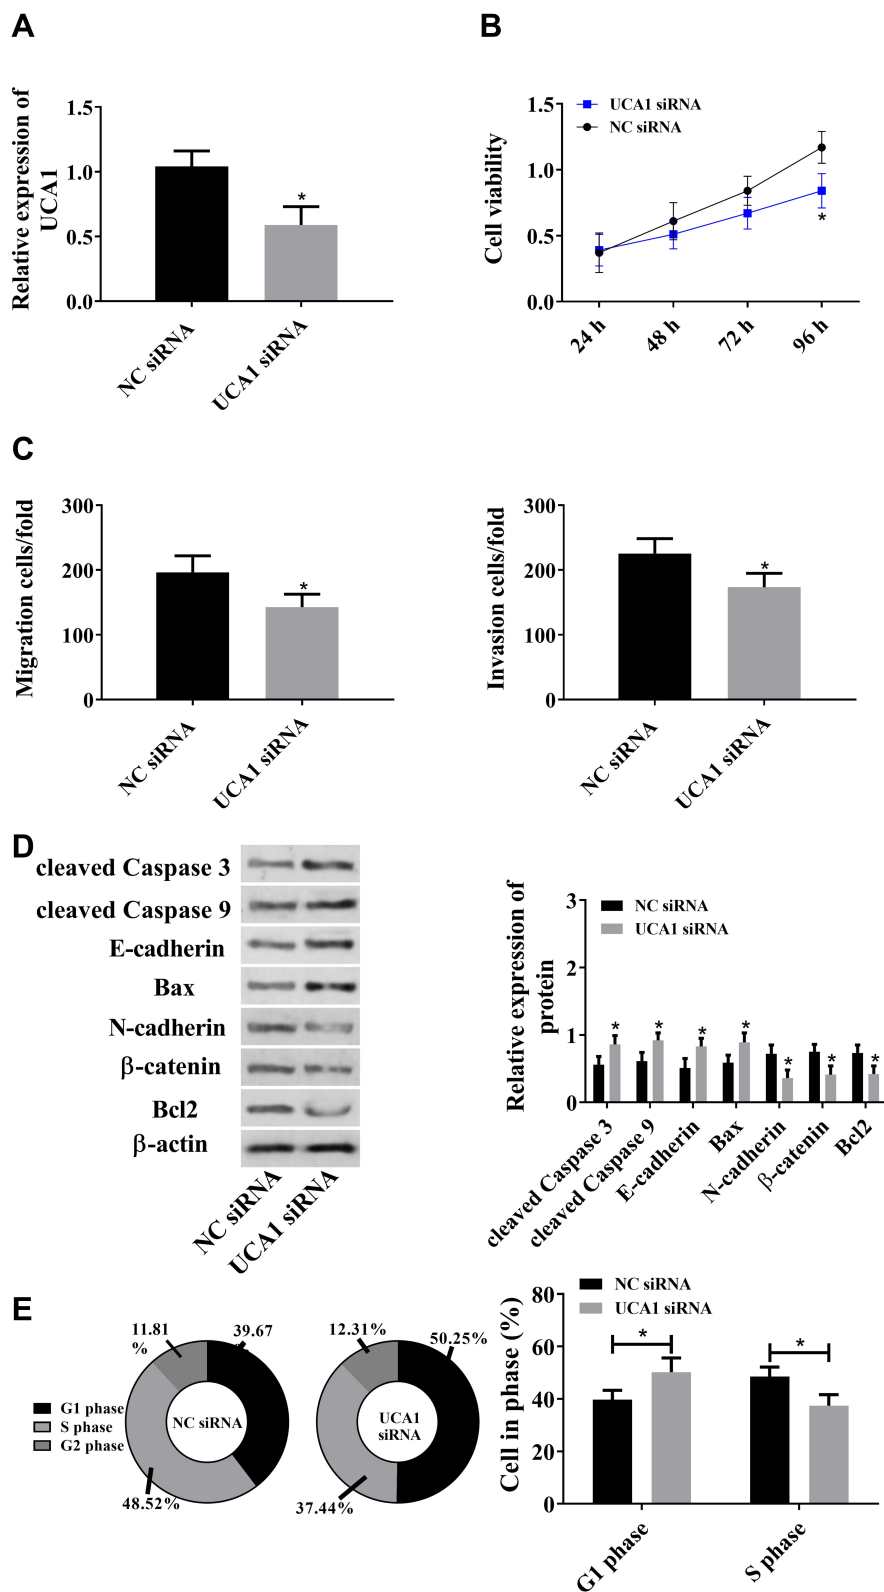 A
Relative expression of
UCA1
1.5
1.0
0.5
0.0
*
NC siRNA
UCA1 siRNA
B
Cell viability
1.5
1.0
0.5
0.0
UCA1 siRNA
NC siRNA
*
24 h
48 h
72 h
96 h
C
Migration cells/fold
300
200
100
0
*
NC siRNA
UCA1 siRNA
Invasion cells/fold
300
200
100
0
*
NC siRNA
UCA1 siRNA
D
cleaved Caspase 3
cleaved Caspase 9
E-cadherin
Bax
N-cadherin
β-catenin
Bcl2
β-actin
NC siRNA
UCA1 siRNA
Relative expression of
protein
3
2
1
0
NC siRNA
UCA1 siRNA
* * * * * * *
cleaved Caspase 3
cleaved Caspase 9
E-cadherin
Bax
N-cadherin
β-catenin
Bcl2
E
G1 phase
S phase
G2 phase
11.81
%
39.67
NC siRNA
48.52%
12.31%
50.25%
UCA1
siRNA
37.44%
Cell in phase (%)
80
60
40
20
0
NC siRNA
UCA1 siRNA
* *
G1 phase
S phase